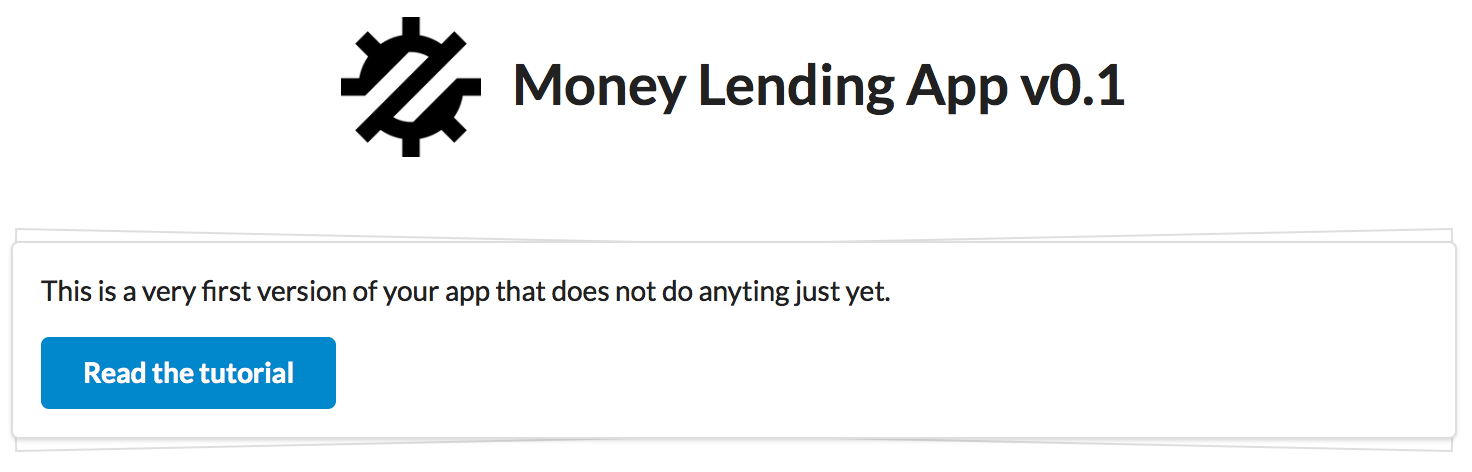 Money Lending App v0.1
This is a very first version of your app that does not do anyting just yet.
Read the tutorial